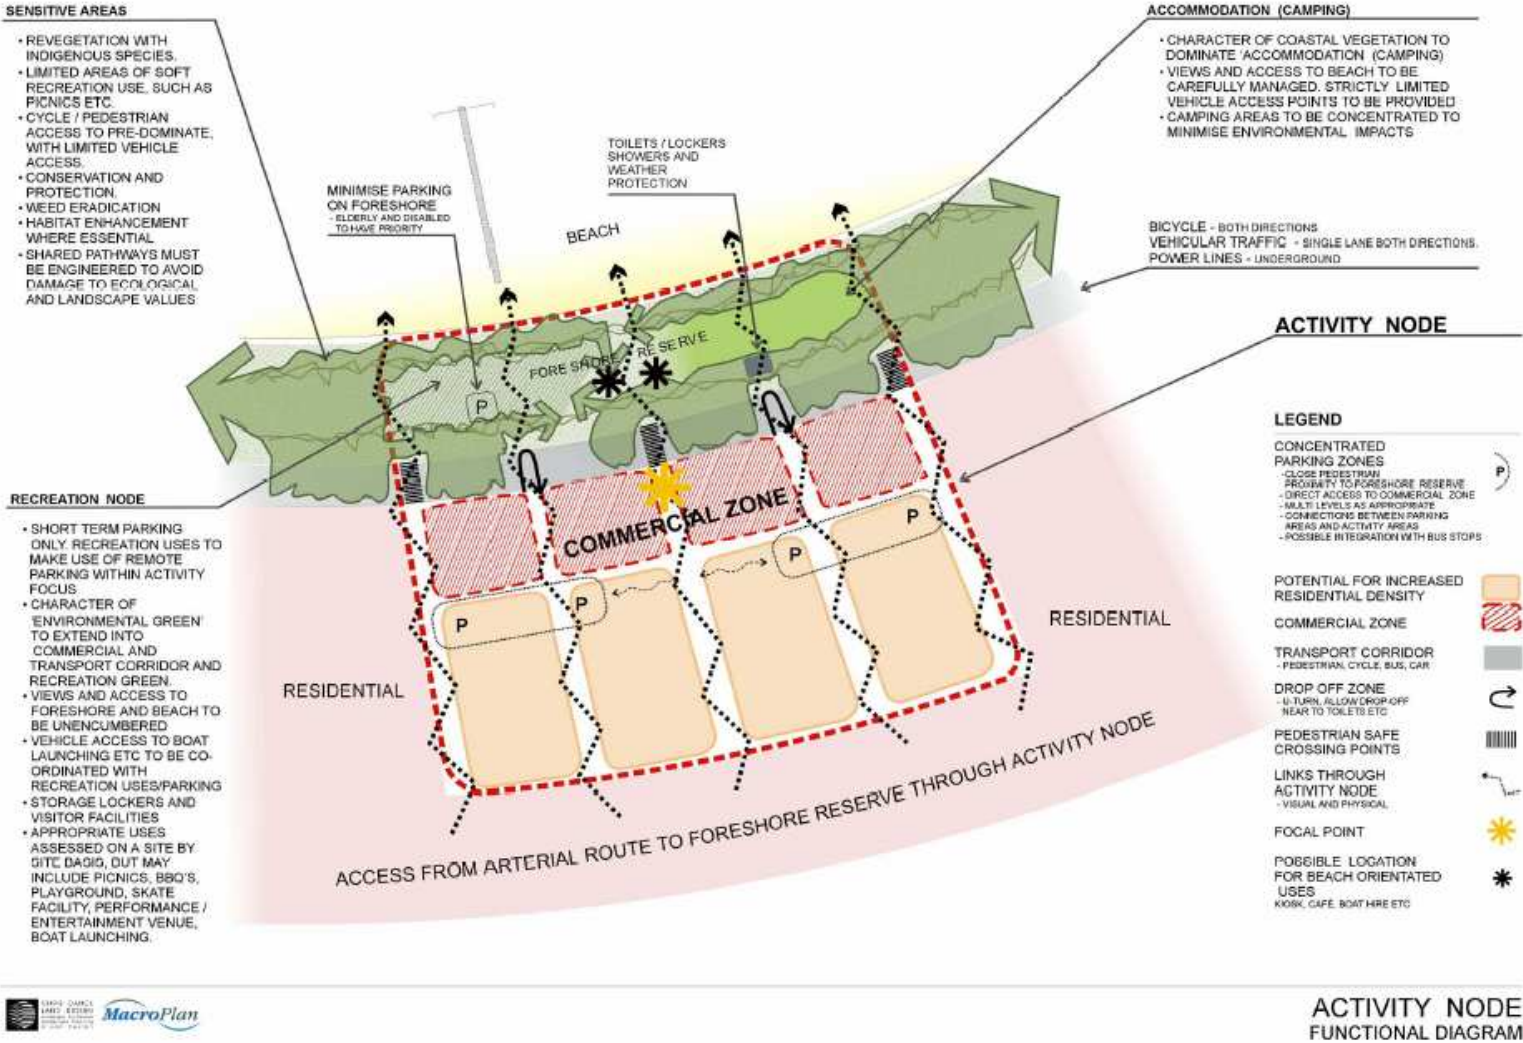 SENSITIVE AREAS
• REVEGETATION WITH
INDIGENOUS SPECIES.
• LIMITED AREAS OF SOFT
RECREATION USE, SUCH AS
PICNICS ETC.
• CYCLE / PEDESTRIAN
ACCESS TO PRE-DOMINATE,
WITH LIMITED VEHICLE
ACCESS.
• CONSERVATION AND
PROTECTION.
• WEED ERADICATION
• HABITAT ENHANCEMENT
WHERE ESSENTIAL
• SHARED PATHWAYS MUST
BE ENGINEERED TO AVOID
DAMAGE TO ECOLOGICAL
AND LANDSCAPE VALUES
RECREATION NODE
• SHORT TERM PARKING
ONLY. RECREATION USES TO
MAKE USE OF REMOTE
PARKING WITHIN ACTIVITY
FOCUS
• CHARACTER OF
'ENVIRONMENTAL GREEN'
TO EXTEND INTO
COMMERCIAL AND
TRANSPORT CORRIDOR AND
RECREATION GREEN.
• VIEWS AND ACCESS TO
FORESHORE AND BEACH TO
BE UNENCUMBERED
• VEHICLE ACCESS TO BOAT
LAUNCHING ETC TO BE CO-
ORDINATED WITH
RECREATION USES/PARKING
• STORAGE LOCKERS AND
VISITOR FACILITIES
• APPROPRIATE USES
ASSESSED ON A SITE BY
SITE BASIS, BUT MAY
INCLUDE PICNICS, BBQ'S,
PLAYGROUND, SKATE
FACILITY, PERFORMANCE /
ENTERTAINMENT VENUE,
BOAT LAUNCHING.
MINIMISE PARKING
ON FORESHORE
- ELDERLY AND DISABLED
TO HAVE PRIORITY
TOILETS / LOCKERS
SHOWERS AND
WEATHER
PROTECTION
BEACH
FORESHORE RESERVE
P
COMMERCIAL ZONE
P
P
P
P
RESIDENTIAL
RESIDENTIAL
ACCESS FROM ARTERIAL ROUTE TO FORESHORE RESERVE THROUGH ACTIVITY NODE
ACCOMMODATION (CAMPING)
• CHARACTER OF COASTAL VEGETATION TO
DOMINATE 'ACCOMMODATION (CAMPING)
• VIEWS AND ACCESS TO BEACH TO BE
CAREFULLY MANAGED. STRICTLY LIMITED
VEHICLE ACCESS POINTS TO BE PROVIDED
• CAMPING AREAS TO BE CONCENTRATED TO
MINIMISE ENVIRONMENTAL IMPACTS
BICYCLE - BOTH DIRECTIONS
VEHICULAR TRAFFIC - SINGLE LANE BOTH DIRECTIONS.
POWER LINES - UNDERGROUND
ACTIVITY NODE
LEGEND
CONCENTRATED
PARKING ZONES
- CLOSE PEDESTRIAN
PROXIMITY TO FORESHORE RESERVE
- DIRECT ACCESS TO COMMERCIAL ZONE
- MULTI LEVELS AS APPROPRIATE
- CONNECTIONS BETWEEN PARKING
AREAS AND ACTIVITY AREAS
- POSSIBLE INTEGRATION WITH BUS STOPS
P
POTENTIAL FOR INCREASED
RESIDENTIAL DENSITY
COMMERCIAL ZONE
TRANSPORT CORRIDOR
- PEDESTRIAN, CYCLE, BUS, CAR
DROP OFF ZONE
- U-TURN, ALLOW DROP-OFF
NEAR TO TOILETS ETC
PEDESTRIAN SAFE
CROSSING POINTS
LINKS THROUGH
ACTIVITY NODE
- VISUAL AND PHYSICAL
FOCAL POINT
POSSIBLE LOCATION
FOR BEACH ORIENTATED
USES
KIOSK, CAFÉ, BOAT HIRE ETC
MacroPlan
ACTIVITY NODE
FUNCTIONAL DIAGRAM